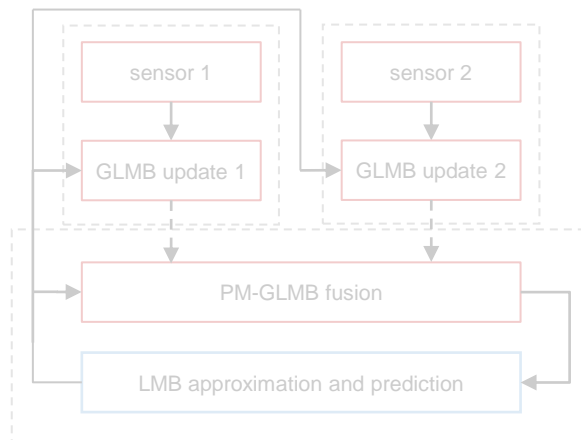 sensor 1
sensor 2
GLMB update 1
GLMB update 2
PM-GLMB fusion
LMB approximation and prediction